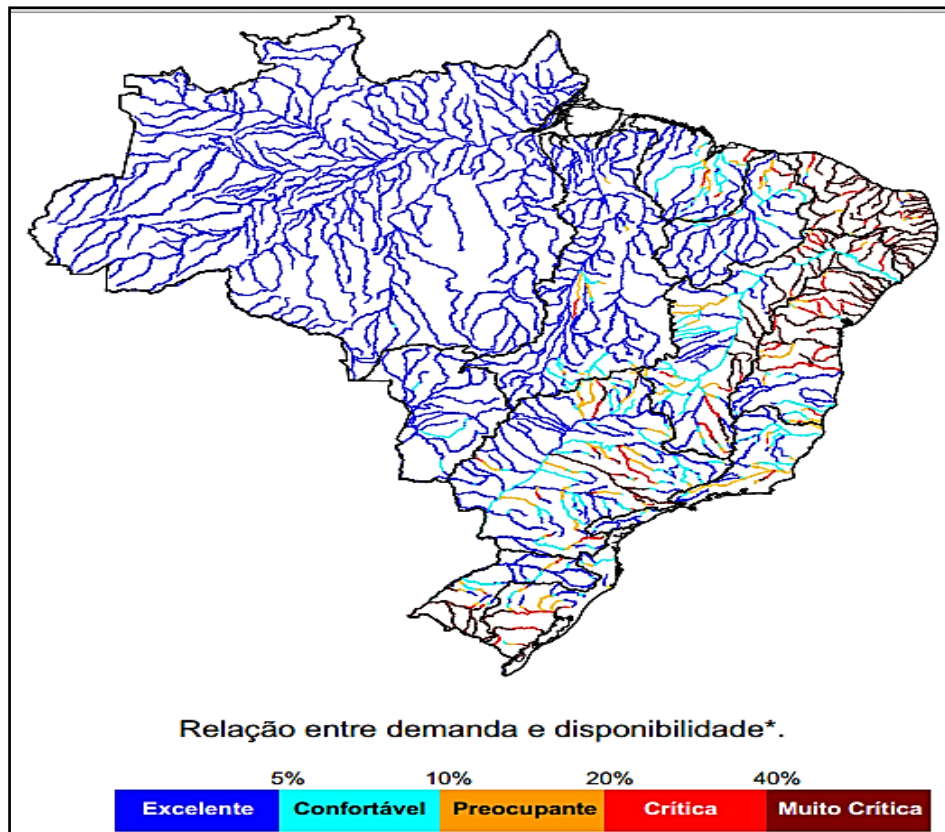 Relação entre demanda e disponibilidade*.
5% 10% 20% 40%
Excelente Confortável Preocupante Crítica Muito Crítica